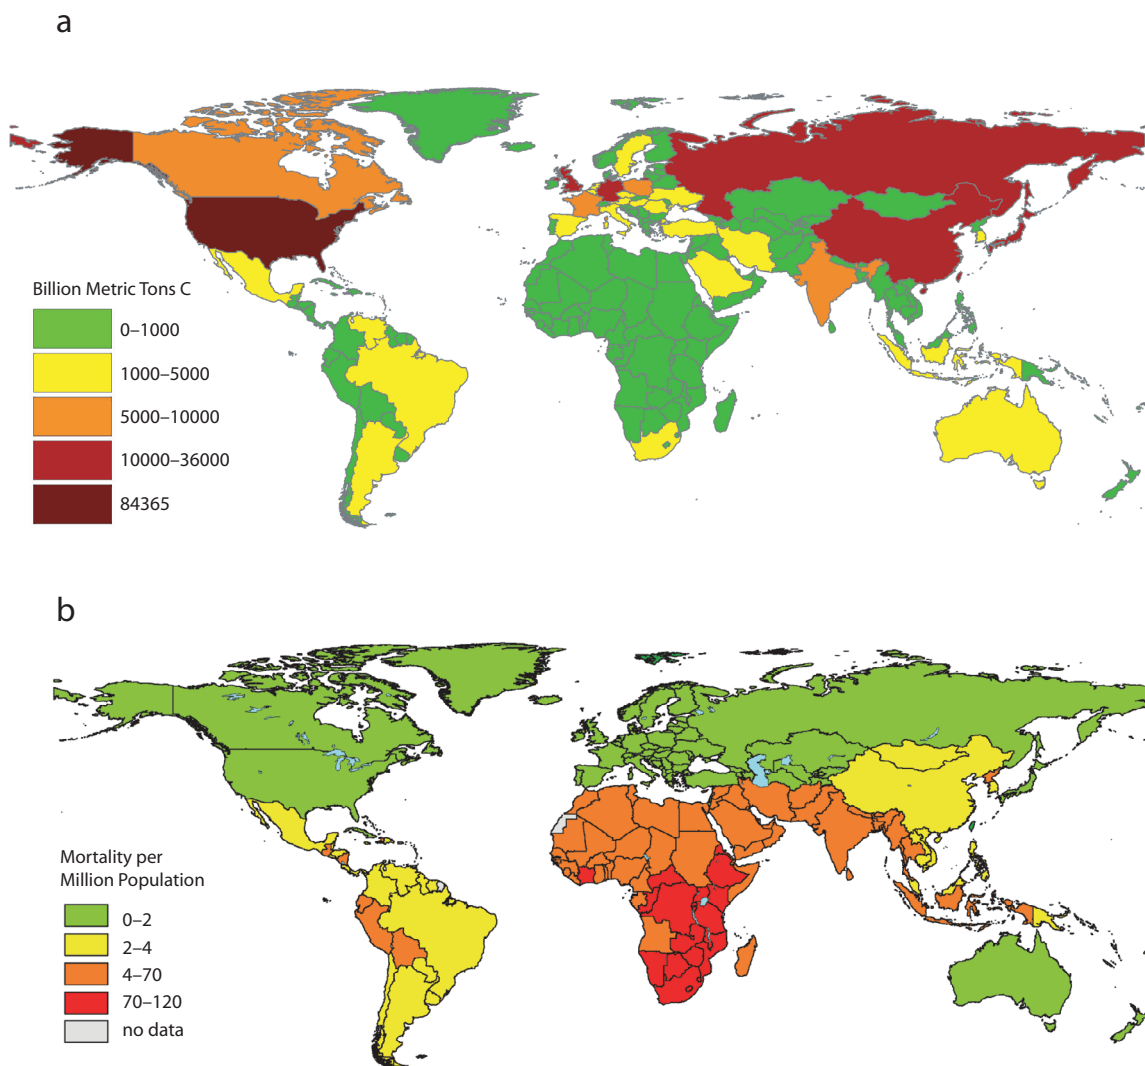 a
Billion Metric Tons C
0–1000
1000–5000
5000–10000
10000–36000
84365
b
Mortality per
Million Population
0–2
2–4
4–70
70–120
no data